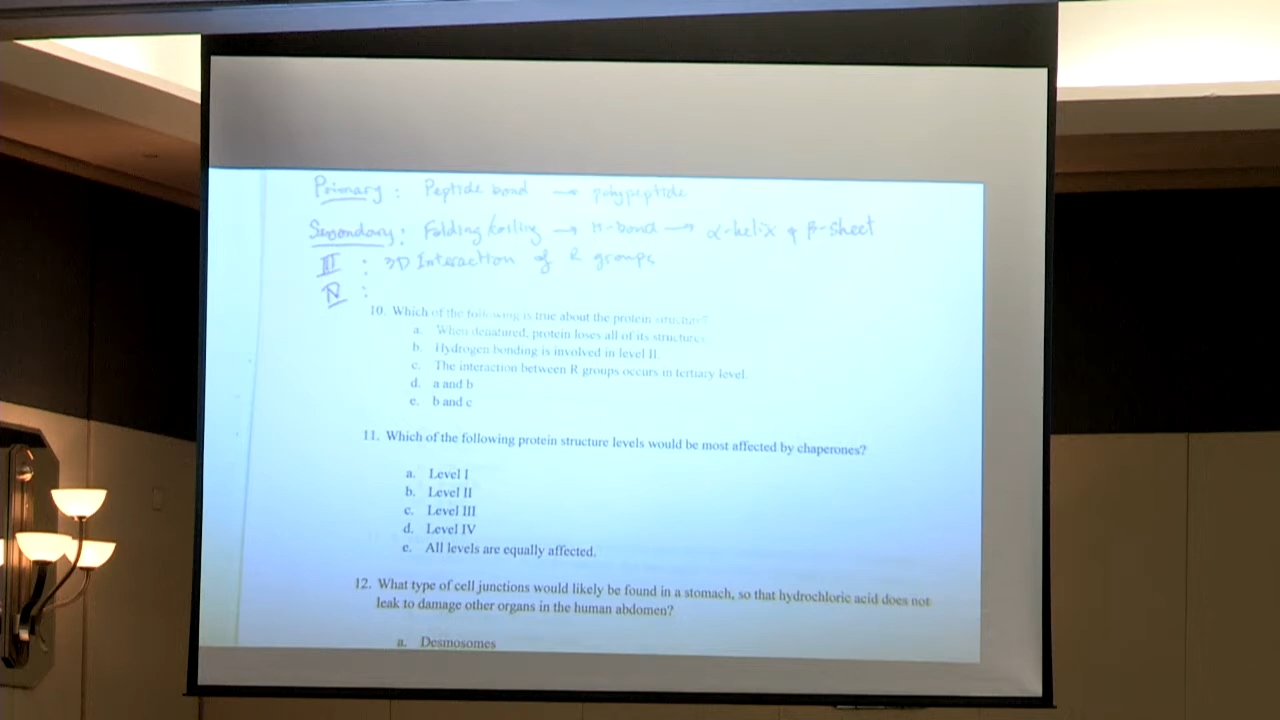 Primary : Peptide bond → polypeptide
Secondary : Folding/coiling → H-bond → α-helix & β-sheet
III : 3D Interaction of R groups
IV :
10. Which of the following is true about the protein structure?
a. When denatured, protein loses all of its structures
b. Hydrogen bonding is involved in level II.
c. The interaction between R groups occurs in tertiary level.
d. a and b
e. b and c
11. Which of the following protein structure levels would be most affected by chaperones?
a. Level I
b. Level II
c. Level III
d. Level IV
e. All levels are equally affected.
12. What type of cell junctions would likely be found in a stomach, so that hydrochloric acid does not
leak to damage other organs in the human abdomen?
a. Desmosomes